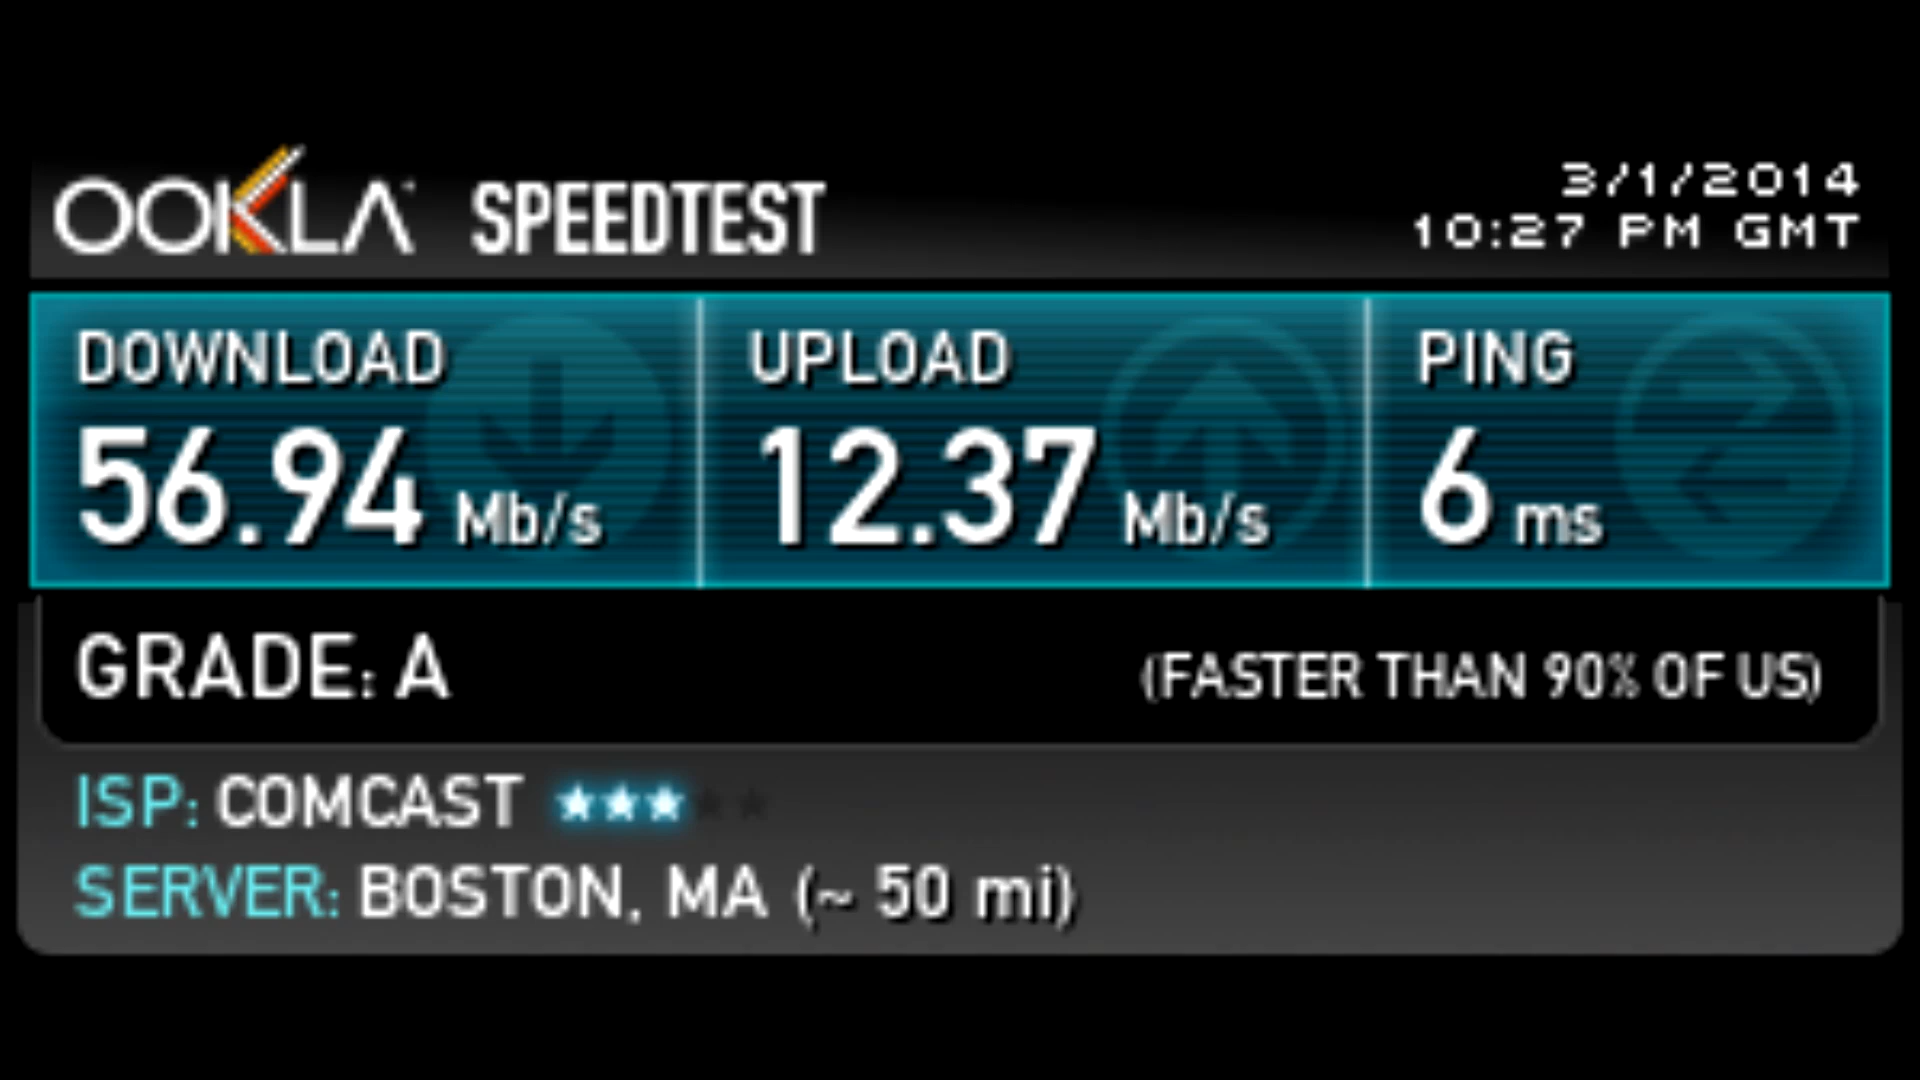 OOKLA SPEEDTEST
3/1/2014
10:27 PM GMT
DOWNLOAD
56.94 Mb/s
UPLOAD
12.37 Mb/s
PING
6 ms
GRADE: A
(FASTER THAN 90% OF US)
ISP: COMCAST ★★★★★
SERVER: BOSTON, MA (~ 50 mi)